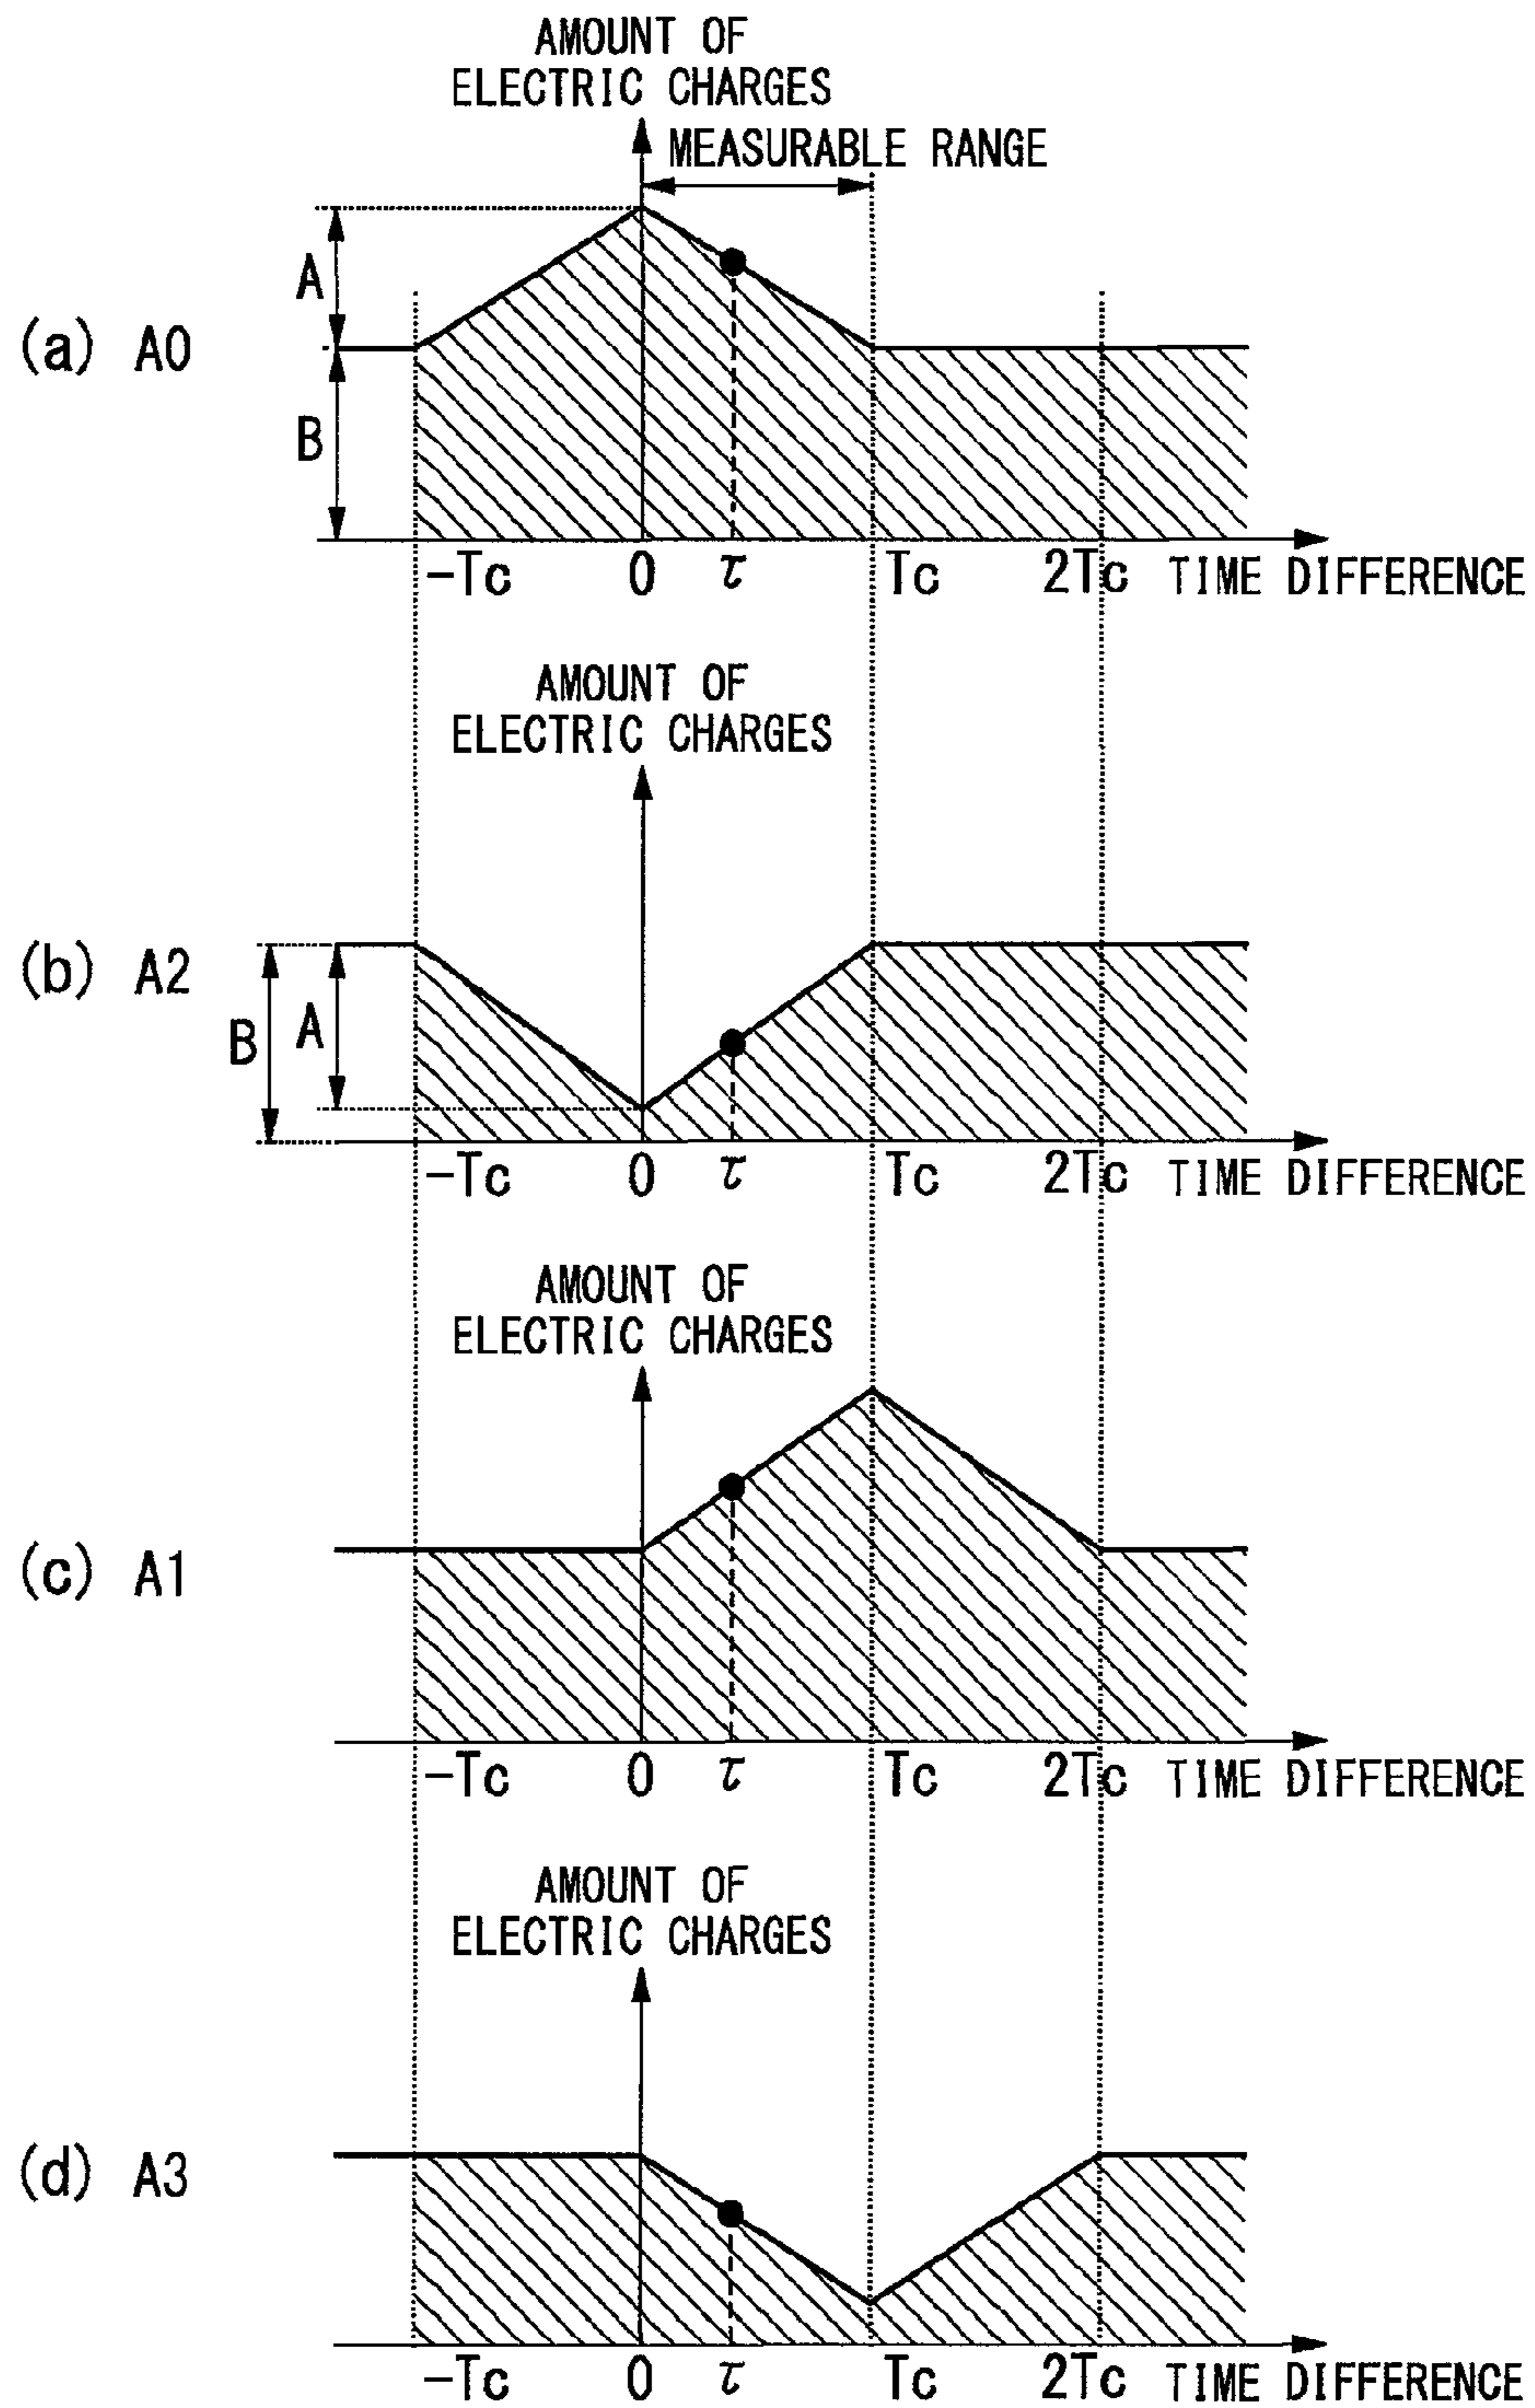 AMOUNT OF
ELECTRIC CHARGES
MEASURABLE RANGE
A
(a) A0
B
-Tc 0 τ Tc 2Tc TIME DIFFERENCE
AMOUNT OF
ELECTRIC CHARGES
(b) A2
B A
-Tc 0 τ Tc 2Tc TIME DIFFERENCE
AMOUNT OF
ELECTRIC CHARGES
(c) A1
-Tc 0 τ Tc 2Tc TIME DIFFERENCE
AMOUNT OF
ELECTRIC CHARGES
(d) A3
-Tc 0 τ Tc 2Tc TIME DIFFERENCE